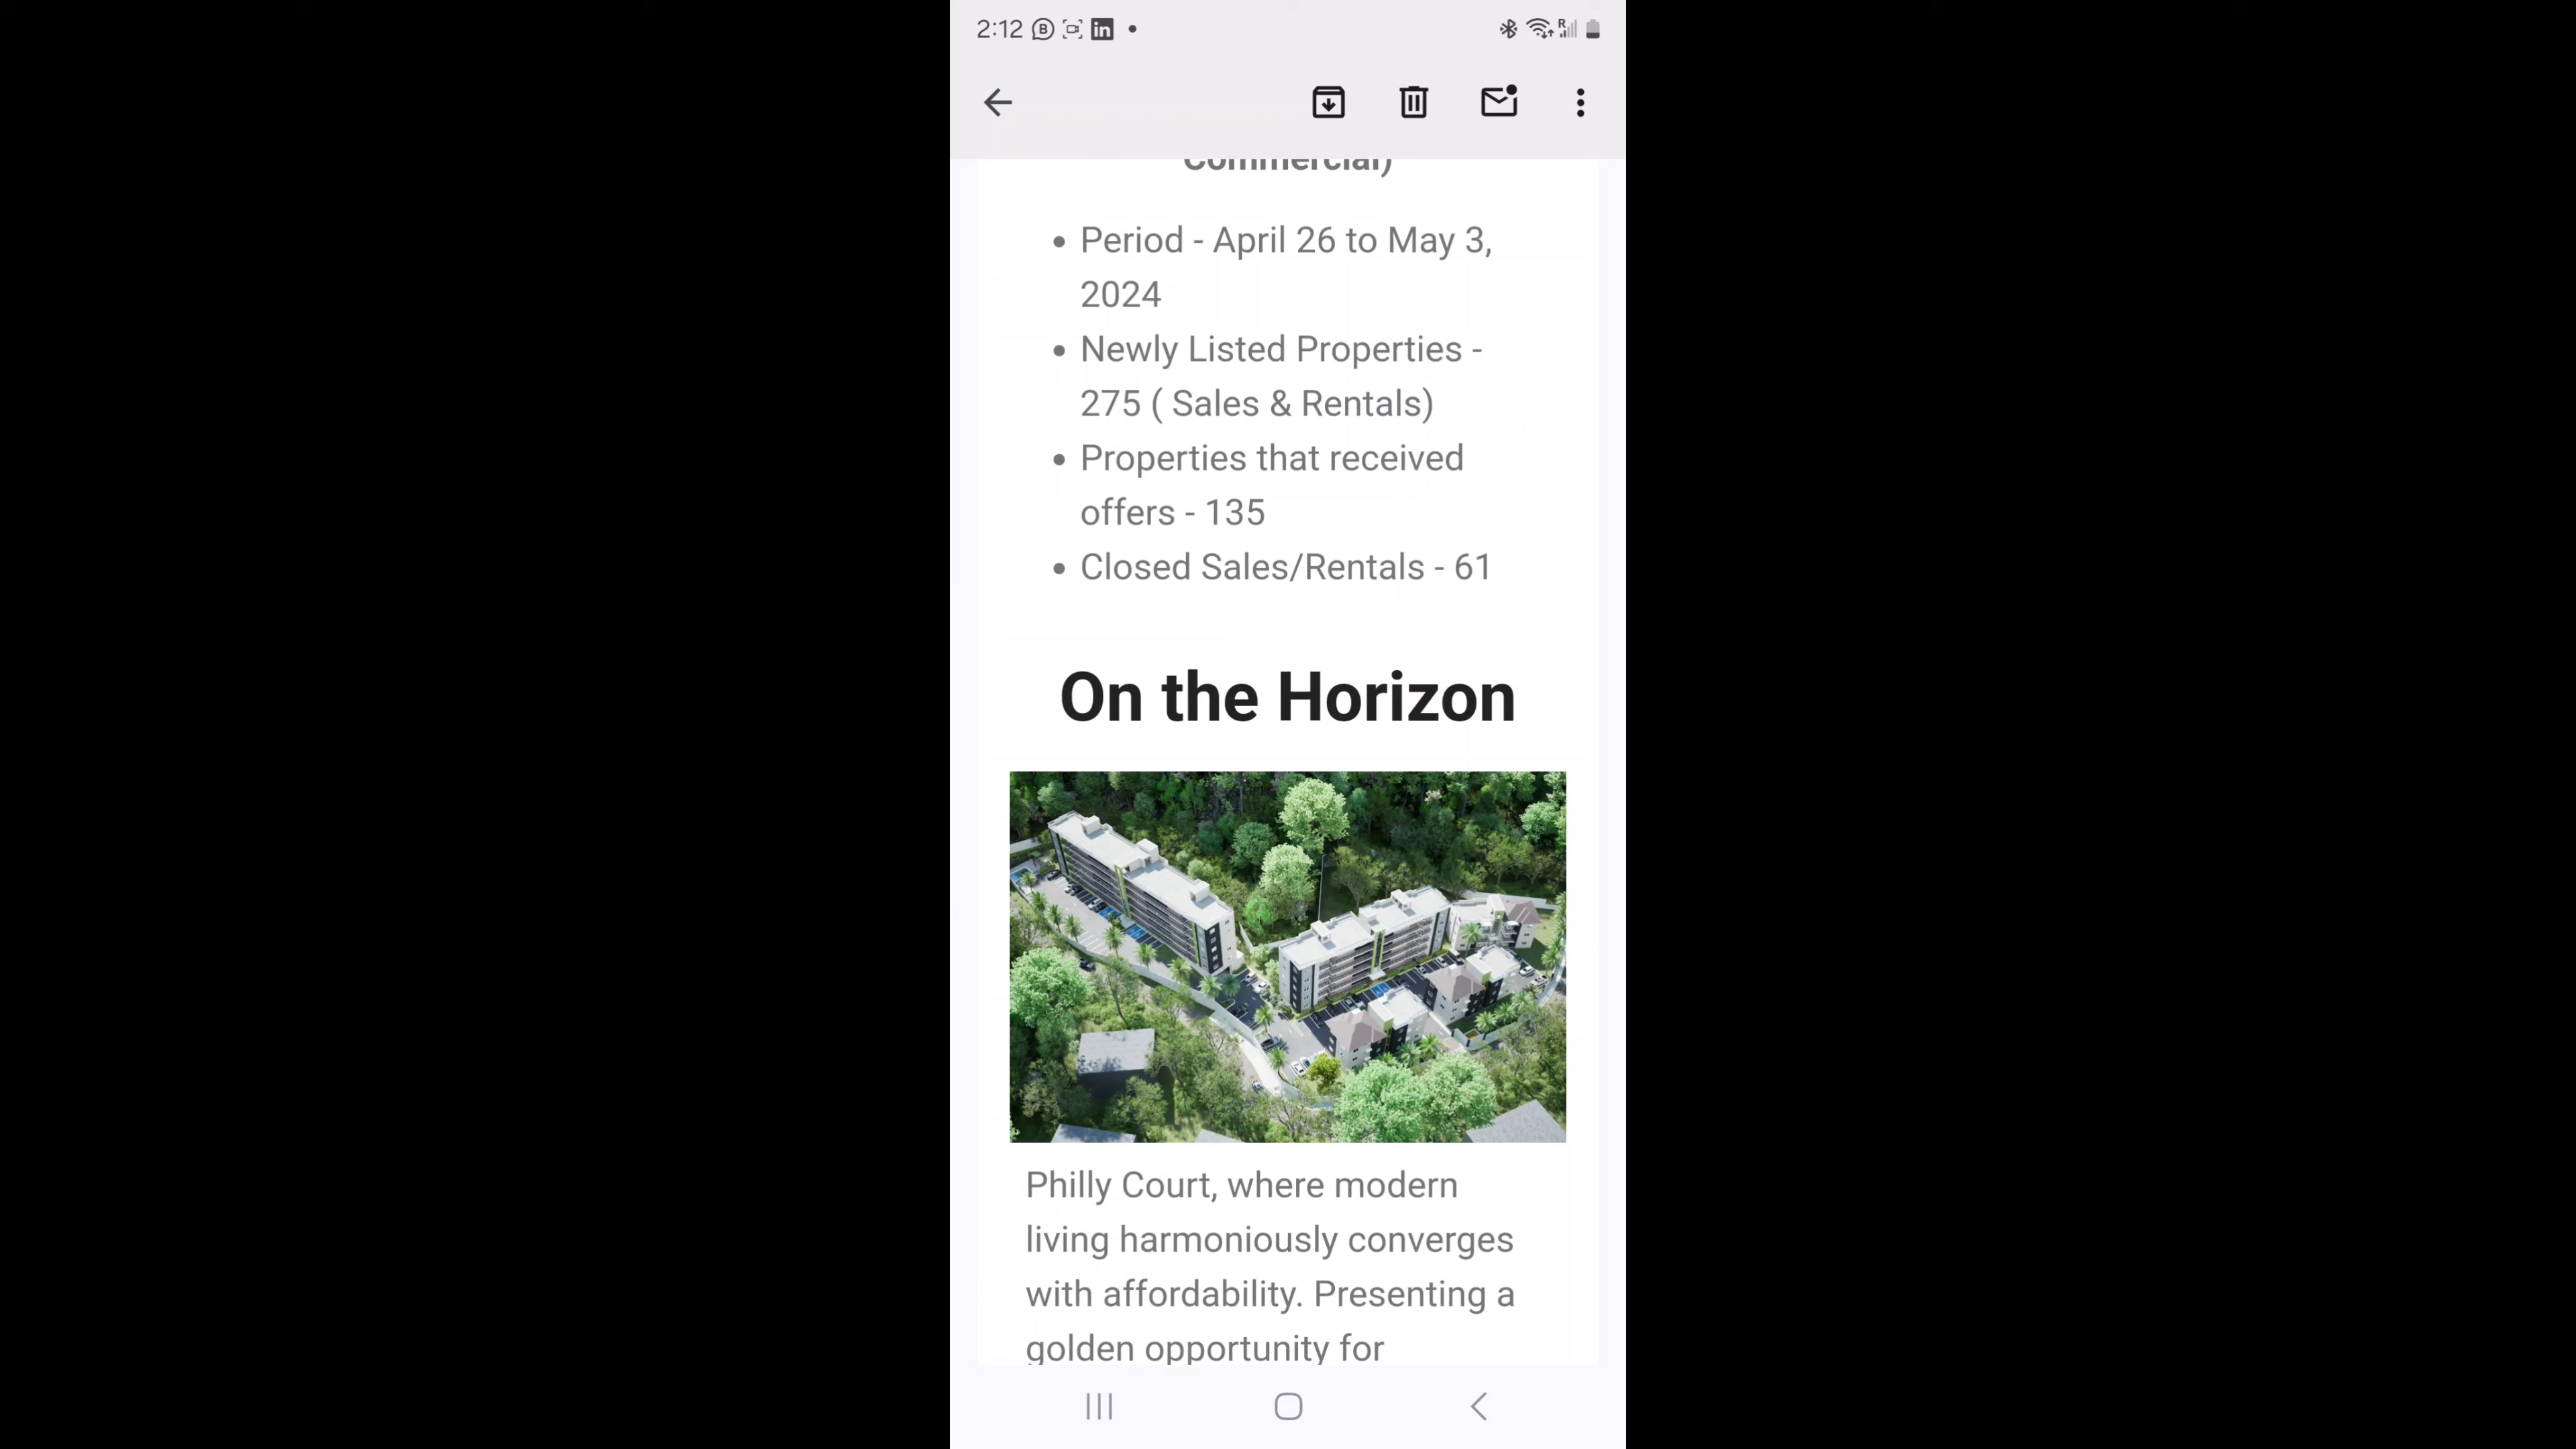 2:12
Commercial)
• Period - April 26 to May 3,
2024
• Newly Listed Properties -
275 ( Sales & Rentals)
• Properties that received
offers - 135
• Closed Sales/Rentals - 61
On the Horizon
Philly Court, where modern
living harmoniously converges
with affordability. Presenting a
golden opportunity for